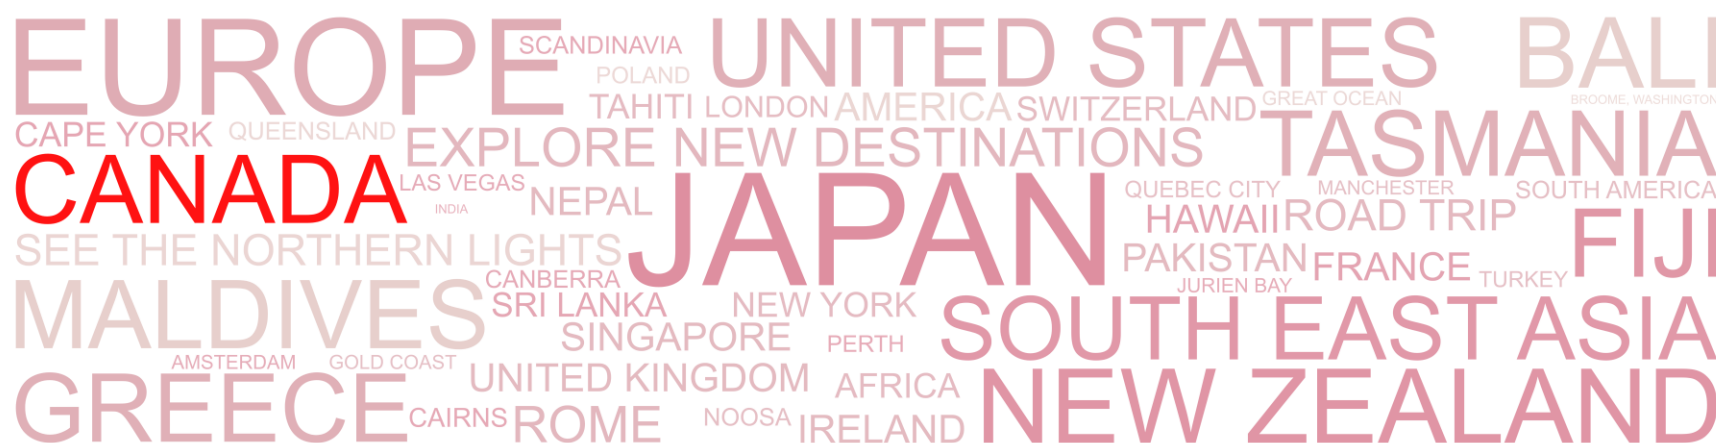 EUROPE
SCANDINAVIA
UNITED STATES
BALI
POLAND
TAHITI
LONDON
AMERICA
SWITZERLAND
GREAT OCEAN
BROOME, WASHINGTON
CAPE YORK
QUEENSLAND
EXPLORE NEW DESTINATIONS
TASMANIA
CANADA
LAS VEGAS
INDIA
NEPAL
JAPAN
QUEBEC CITY
MANCHESTER
SOUTH AMERICA
HAWAII
ROAD TRIP
FIJI
SEE THE NORTHERN LIGHTS
PAKISTAN
FRANCE
TURKEY
CANBERRA
JURIEN BAY
MALDIVES
SRI LANKA
NEW YORK
SOUTH EAST ASIA
SINGAPORE
PERTH
AMSTERDAM
GOLD COAST
UNITED KINGDOM
AFRICA
NEW ZEALAND
GREECE
CAIRNS
ROME
NOOSA
IRELAND